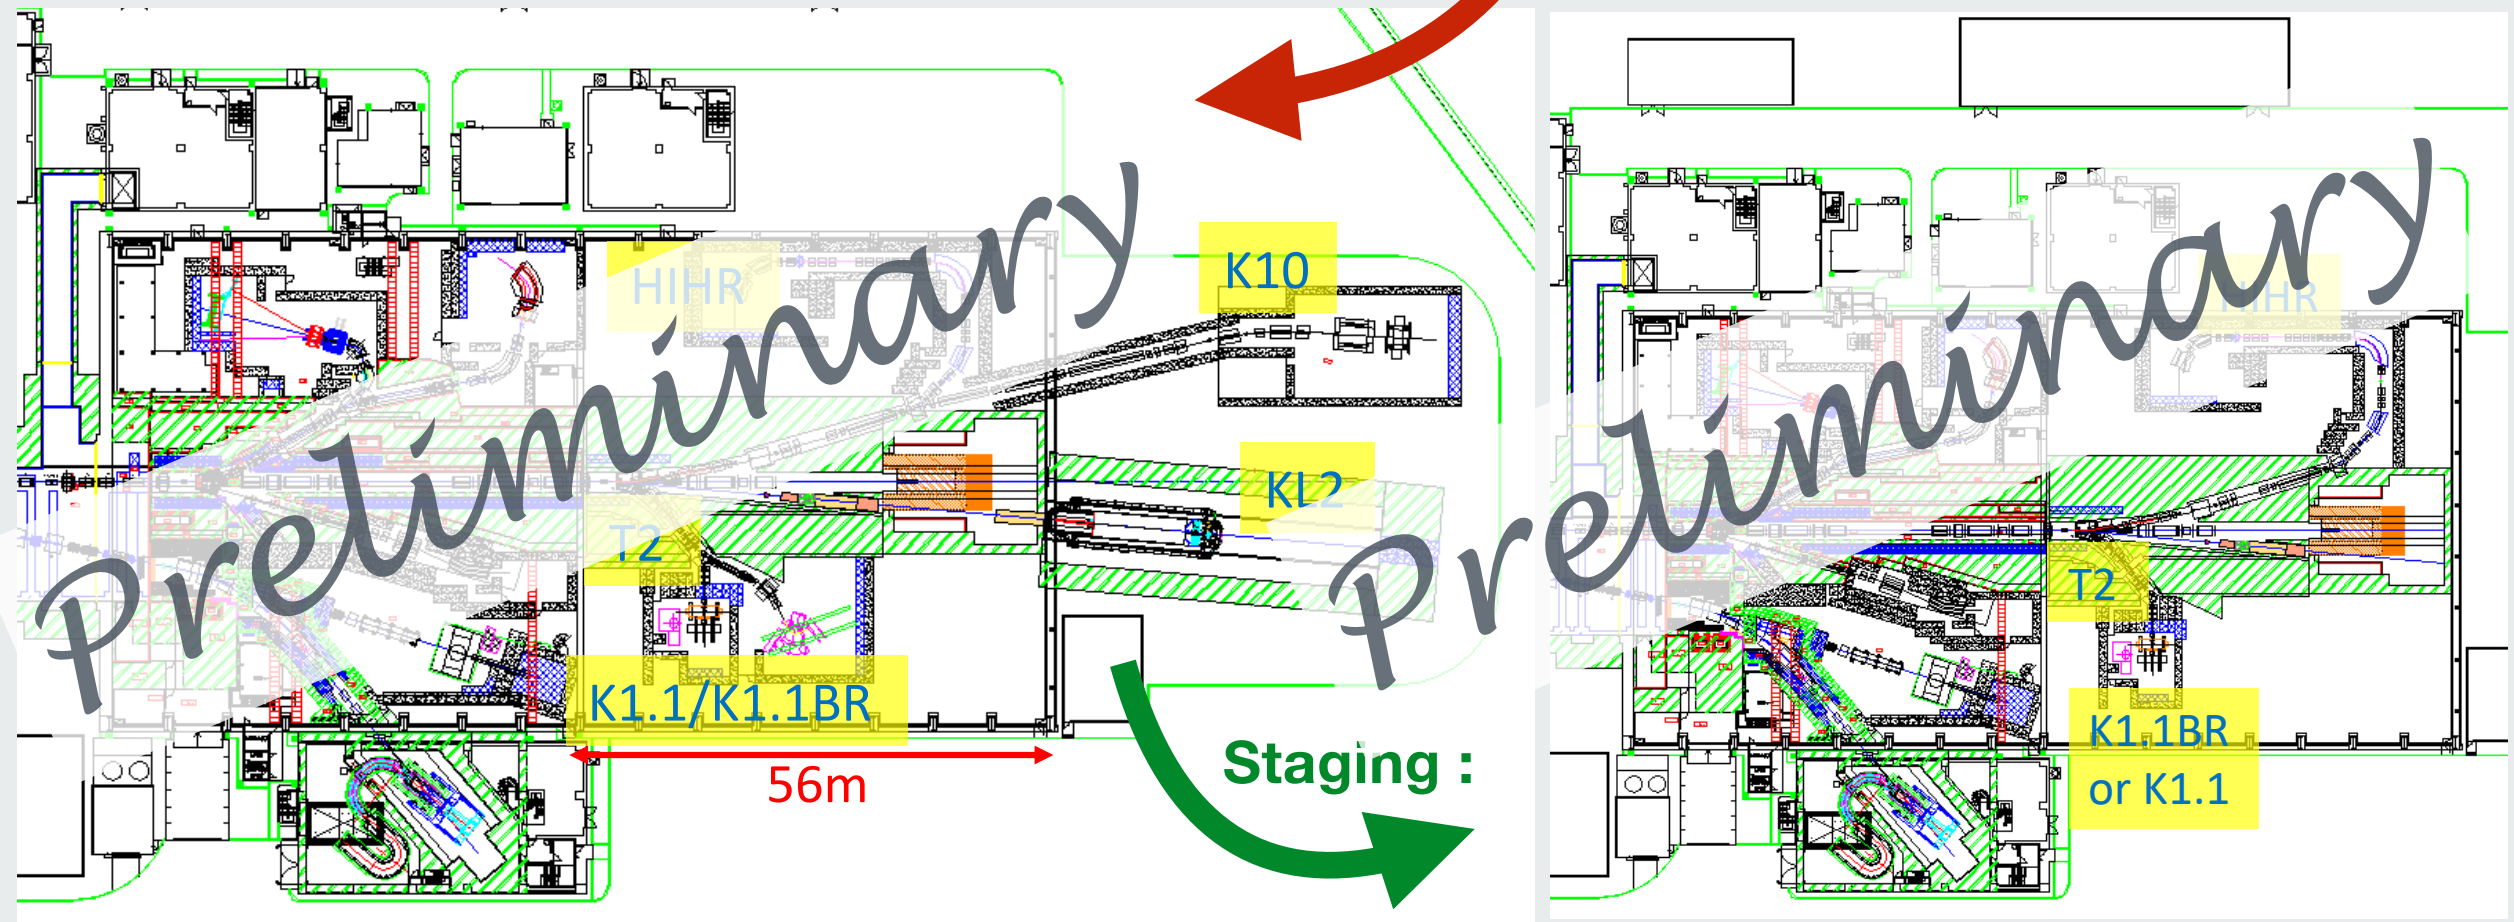 Preliminary
HIHR
K10
KL2
T2
K1.1/K1.1BR
56m
Staging :
Preliminary
HIHR
T2
K1.1BR
or K1.1